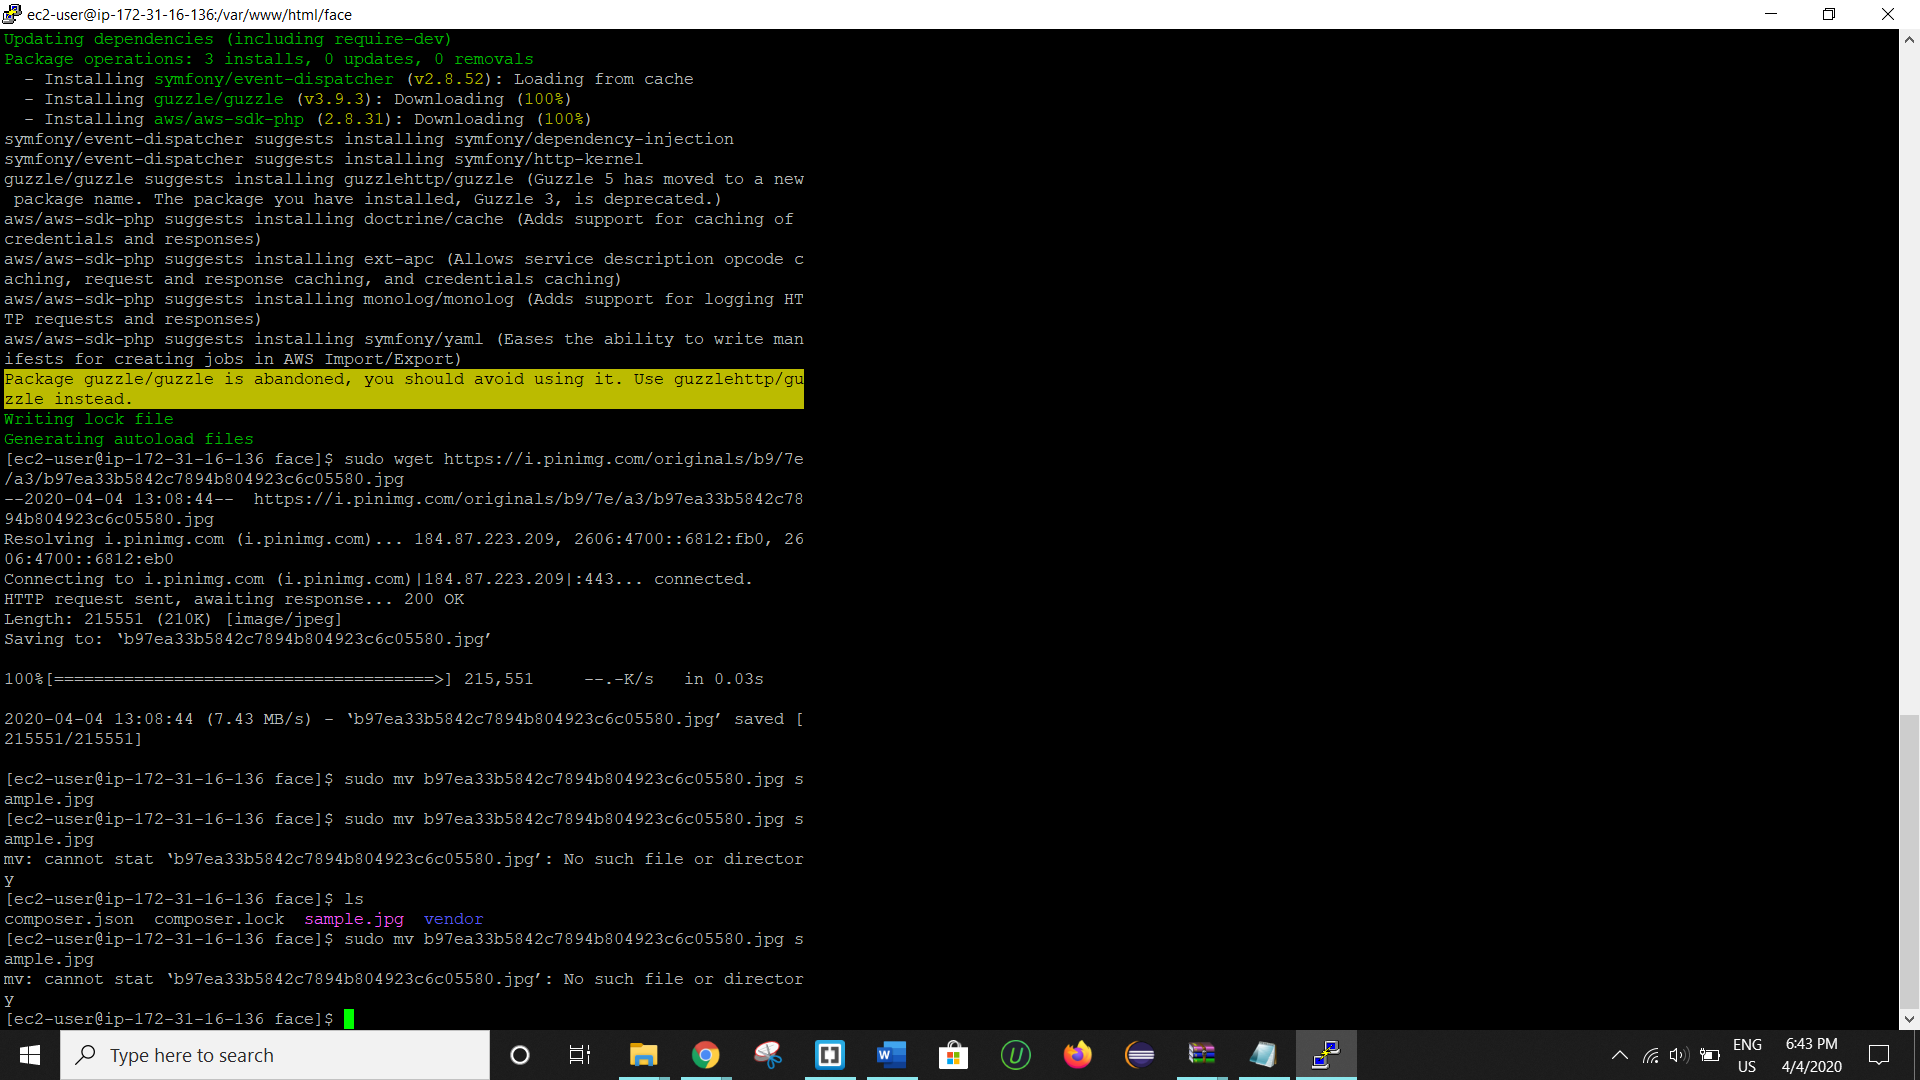 ec2-user@ip-172-31-16-136:/var/www/html/face
Updating dependencies (including require-dev)
Package operations: 3 installs, 0 updates, 0 removals
  - Installing symfony/event-dispatcher (v2.8.52): Loading from cache
  - Installing guzzle/guzzle (v3.9.3): Downloading (100%)
  - Installing aws/aws-sdk-php (2.8.31): Downloading (100%)
symfony/event-dispatcher suggests installing symfony/dependency-injection
symfony/event-dispatcher suggests installing symfony/http-kernel
guzzle/guzzle suggests installing guzzlehttp/guzzle (Guzzle 5 has moved to a new
 package name. The package you have installed, Guzzle 3, is deprecated.)
aws/aws-sdk-php suggests installing doctrine/cache (Adds support for caching of
credentials and responses)
aws/aws-sdk-php suggests installing ext-apc (Allows service description opcode c
aching, request and response caching, and credentials caching)
aws/aws-sdk-php suggests installing monolog/monolog (Adds support for logging HT
TP requests and responses)
aws/aws-sdk-php suggests installing symfony/yaml (Eases the ability to write man
ifests for creating jobs in AWS Import/Export)
Package guzzle/guzzle is abandoned, you should avoid using it. Use guzzlehttp/gu
zzle instead.
Writing lock file
Generating autoload files
[ec2-user@ip-172-31-16-136 face]$ sudo wget https://i.pinimg.com/originals/b9/7e
/a3/b97ea33b5842c7894b804923c6c05580.jpg
--2020-04-04 13:08:44--  https://i.pinimg.com/originals/b9/7e/a3/b97ea33b5842c78
94b804923c6c05580.jpg
Resolving i.pinimg.com (i.pinimg.com)... 184.87.223.209, 2606:4700::6812:fb0, 26
06:4700::6812:eb0
Connecting to i.pinimg.com (i.pinimg.com)|184.87.223.209|:443... connected.
HTTP request sent, awaiting response... 200 OK
Length: 215551 (210K) [image/jpeg]
Saving to: ‘b97ea33b5842c7894b804923c6c05580.jpg’
100%[======================================>] 215,551     --.-K/s   in 0.03s
2020-04-04 13:08:44 (7.43 MB/s) - ‘b97ea33b5842c7894b804923c6c05580.jpg’ saved [
215551/215551]
[ec2-user@ip-172-31-16-136 face]$ sudo mv b97ea33b5842c7894b804923c6c05580.jpg s
ample.jpg
[ec2-user@ip-172-31-16-136 face]$ sudo mv b97ea33b5842c7894b804923c6c05580.jpg s
ample.jpg
mv: cannot stat ‘b97ea33b5842c7894b804923c6c05580.jpg’: No such file or director
y
[ec2-user@ip-172-31-16-136 face]$ ls
composer.json  composer.lock  sample.jpg  vendor
[ec2-user@ip-172-31-16-136 face]$ sudo mv b97ea33b5842c7894b804923c6c05580.jpg s
ample.jpg
mv: cannot stat ‘b97ea33b5842c7894b804923c6c05580.jpg’: No such file or director
y
[ec2-user@ip-172-31-16-136 face]$
Type here to search
ENG
US
6:43 PM
4/4/2020